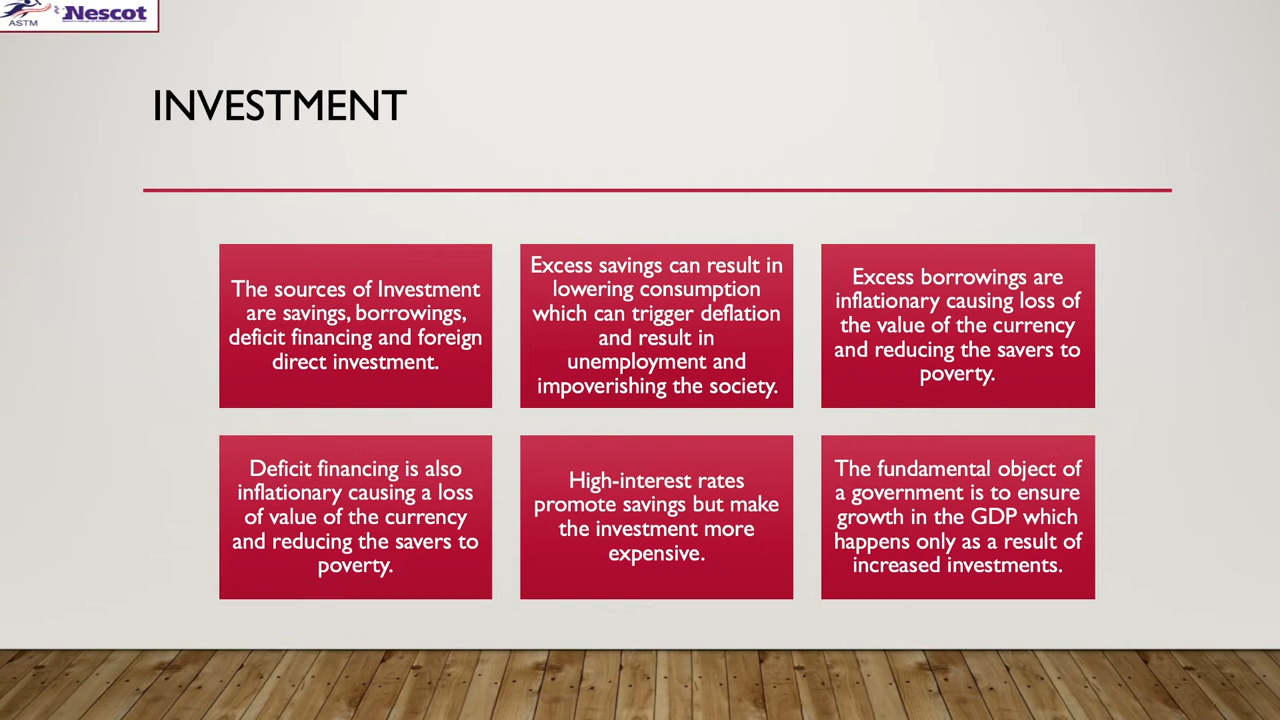 ASTM
Nescot
INVESTMENT
The sources of Investment
are savings, borrowings,
deficit financing and foreign
direct investment.
Excess savings can result in
lowering consumption
which can trigger deflation
and result in
unemployment and
impoverishing the society.
Excess borrowings are
inflationary causing loss of
the value of the currency
and reducing the savers to
poverty.
Deficit financing is also
inflationary causing a loss
of value of the currency
and reducing the savers to
poverty.
High-interest rates
promote savings but make
the investment more
expensive.
The fundamental object of
a government is to ensure
growth in the GDP which
happens only as a result of
increased investments.